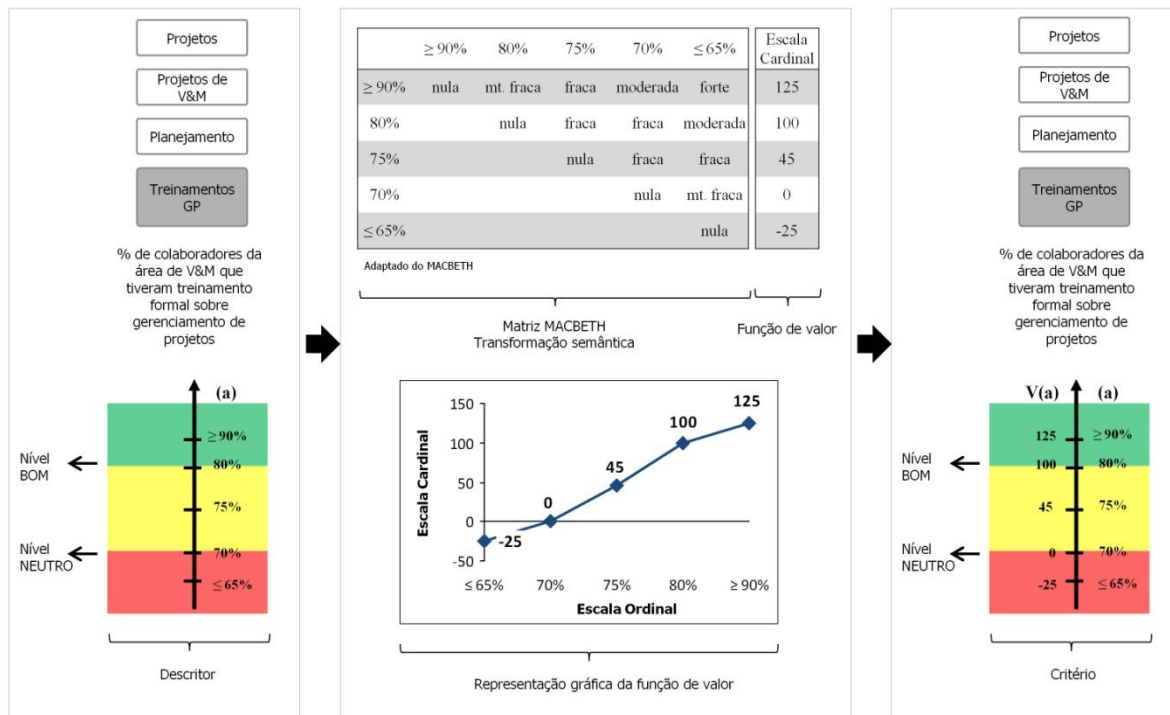 Projetos
Projetos de
V&M
Planejamento
Treinamentos
GP
% de colaboradores da
área de V&M que
tiveram treinamento
formal sobre
gerenciamento de
projetos
(a)
≥ 90%
80%
75%
70%
≤ 65%
Nível
BOM
Nível
NEUTRO
Descritor
≥ 90% 80% 75% 70% ≤ 65% Escala
Cardinal
≥ 90% nula mt. fraca fraca moderada forte 125
80% nula fraca fraca moderada 100
75% nula fraca fraca 45
70% nula mt. fraca 0
≤ 65% nula -25
Adaptado do MACBETH
Matriz MACBETH
Transformação semântica
Função de valor
150
100
50
0
-50
Escala Cardinal
-25
0
45
100
125
≤ 65% 70% 75% 80% ≥ 90%
Escala Ordinal
Representação gráfica da função de valor
Projetos
Projetos de
V&M
Planejamento
Treinamentos
GP
% de colaboradores da
área de V&M que
tiveram treinamento
formal sobre
gerenciamento de
projetos
V(a) (a)
125 ≥ 90%
100 80%
45 75%
0 70%
-25 ≤ 65%
Nível
BOM
Nível
NEUTRO
Critério